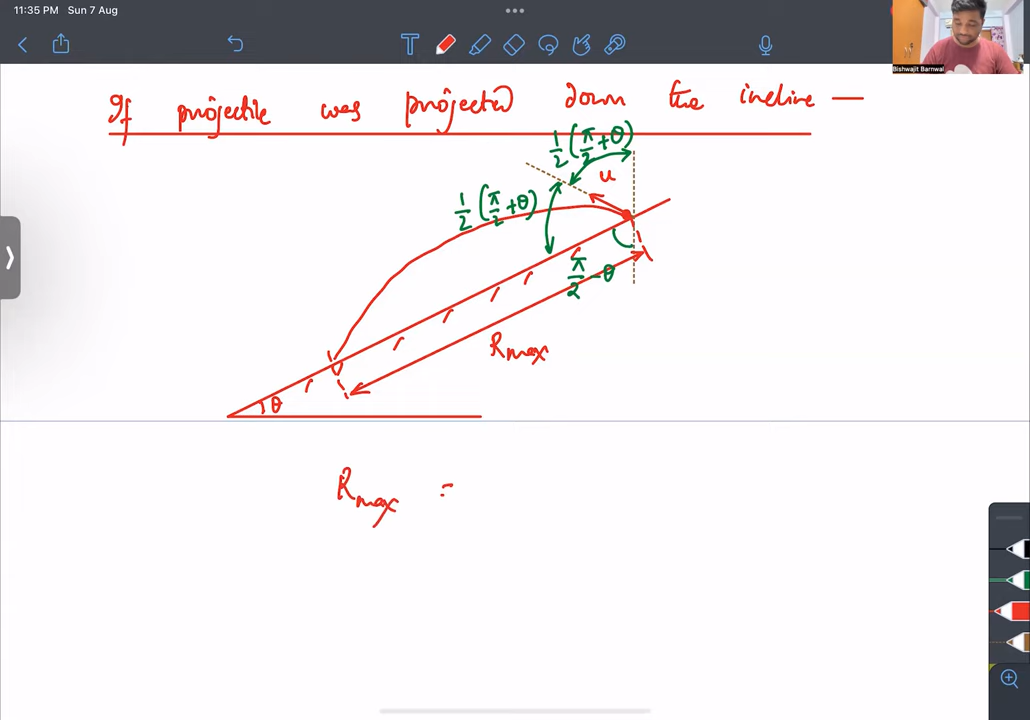 11:35 PM Sun 7 Aug
Bishwajit Barnwal
If projectile was projected down the incline —
1/2 (π/2 + θ)
u
1/2 (π/2 + θ)
π/2 - θ
Rmax
θ
Rmax =